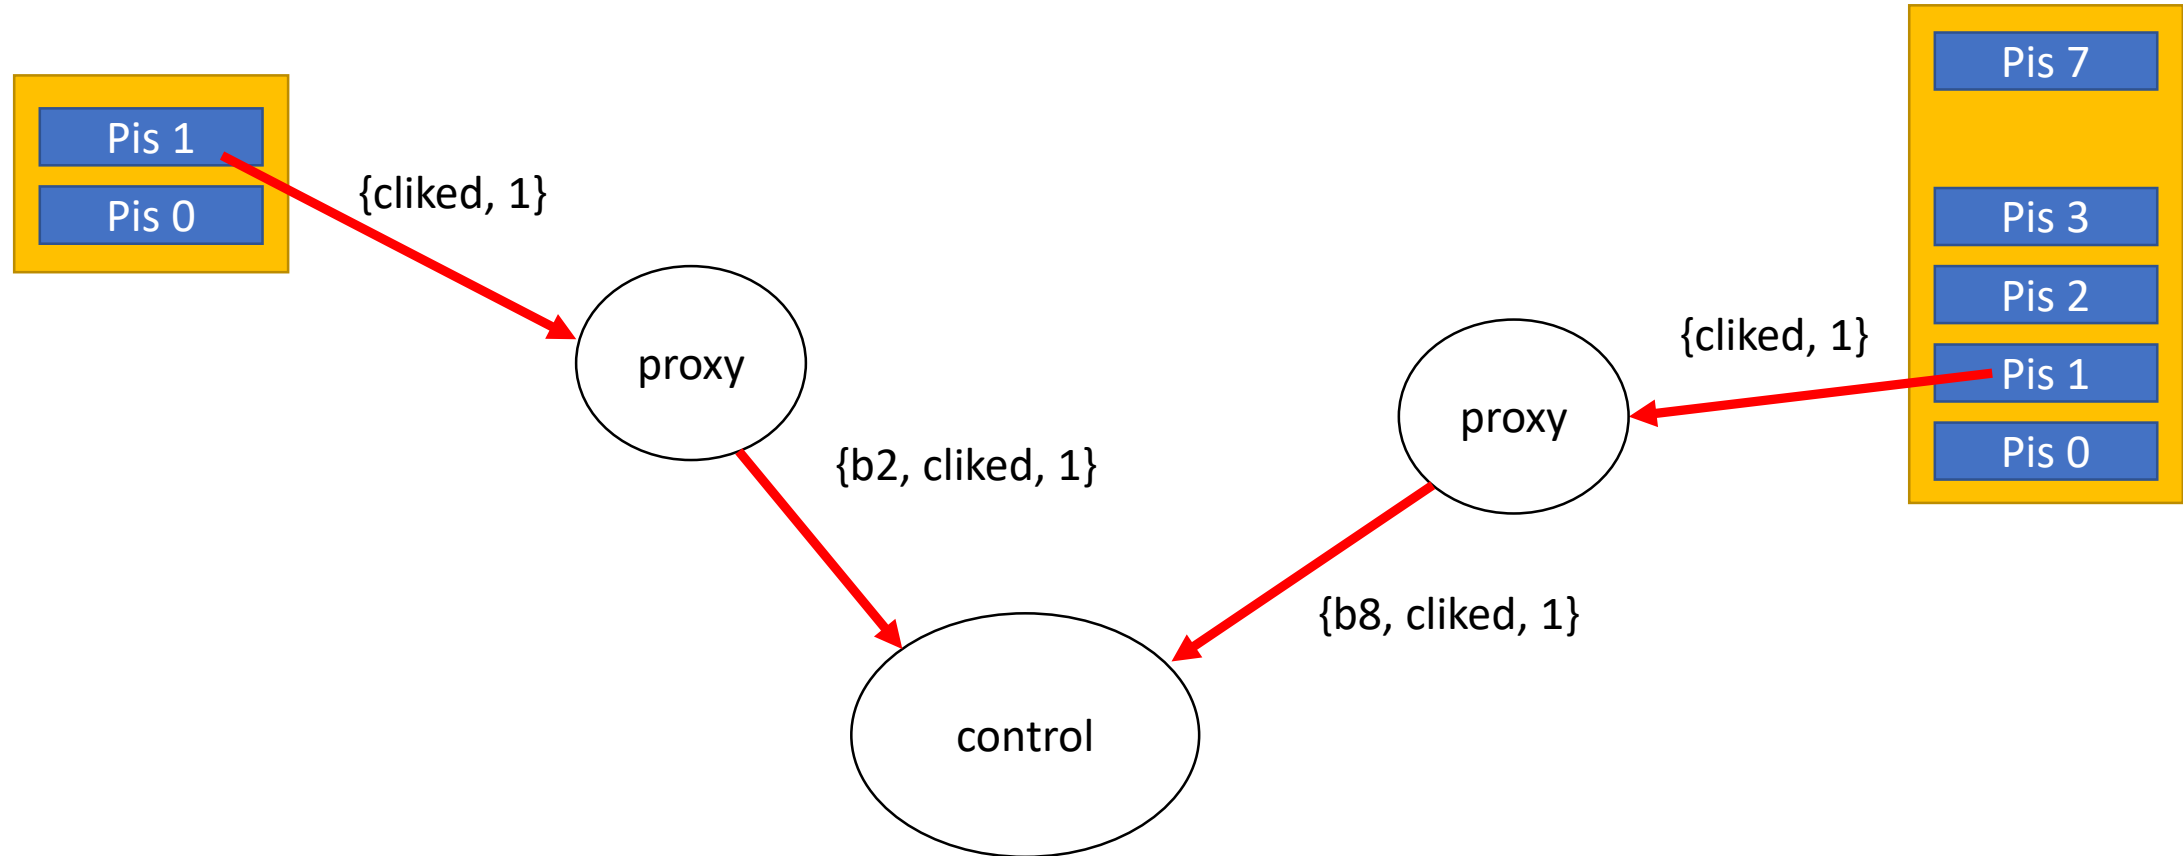 Pis 1
Pis 0
{cliked, 1}
proxy
{b2, cliked, 1}
control
{b8, cliked, 1}
proxy
{cliked, 1}
Pis 7
Pis 3
Pis 2
Pis 1
Pis 0